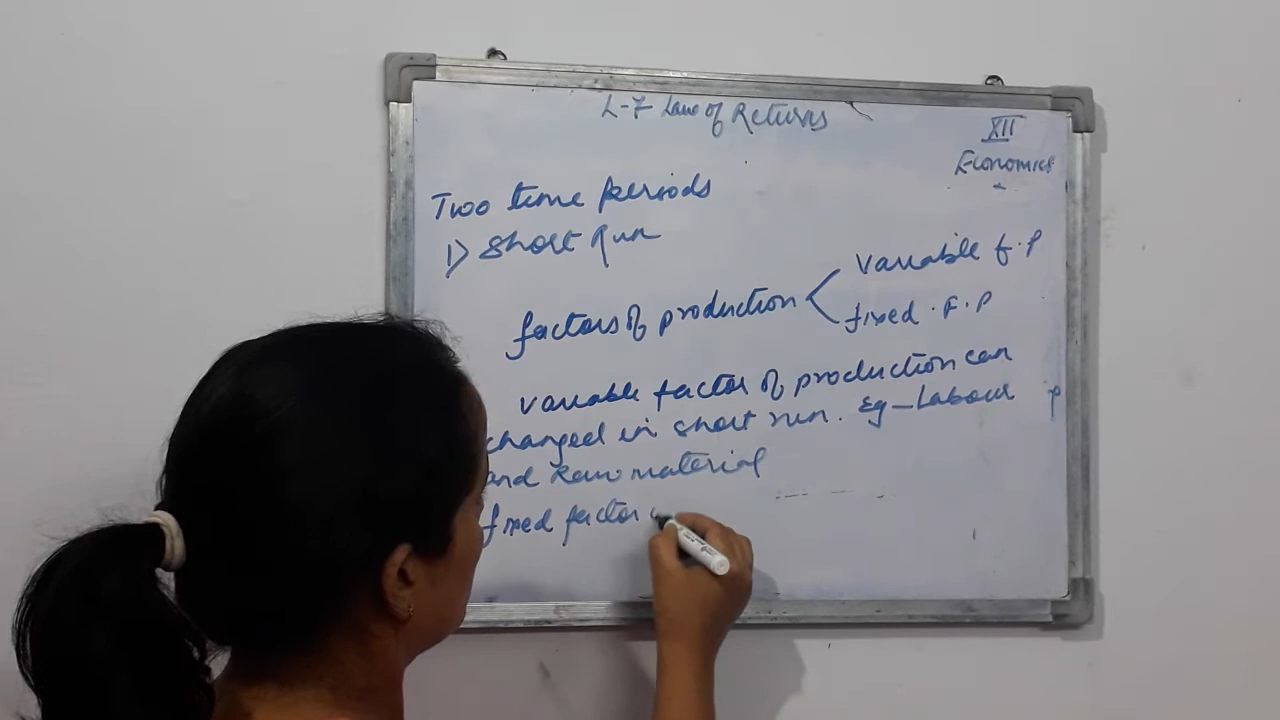 L-7 Law of Returns
XII
Economics
Two time periods
1) Short Run
factors of production < variable f.p
fixed . F.P
variable factor of production can
changed in short run. Eg - Labour
and Raw material
fixed factor